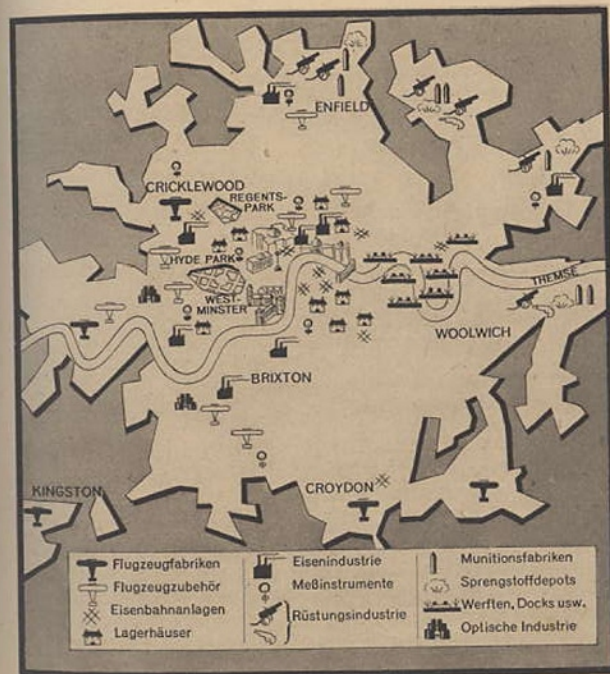 ENFIELD
CRICKLEWOOD
REGENTS-
PARK
HYDE PARK
WEST-
MINSTER
THEMSE
WOOLWICH
BRIXTON
KINGSTON
CROYDON
Flugzeugfabriken
Flugzeugzubehör
Eisenbahnanlagen
Lagerhäuser
Eisenindustrie
Meßinstrumente
Rüstungsindustrie
Munitionsfabriken
Sprengstoffdepots
Werften, Docks usw.
Optische Industrie